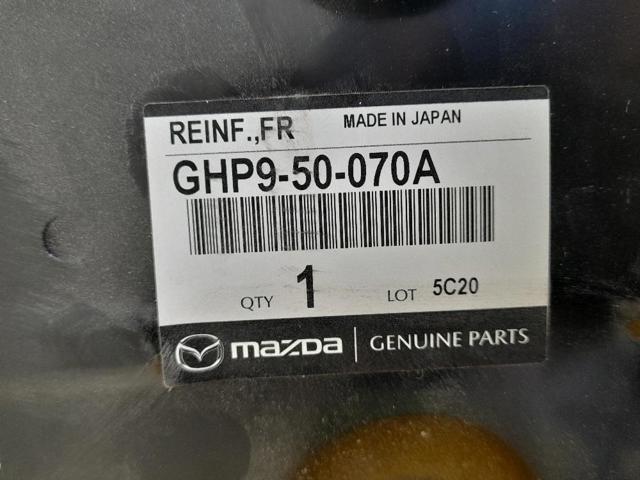 REINF.,FR MADE IN JAPAN
GHP9-50-070A
QTY 1 LOT 5C20
mazda GENUINE PARTS